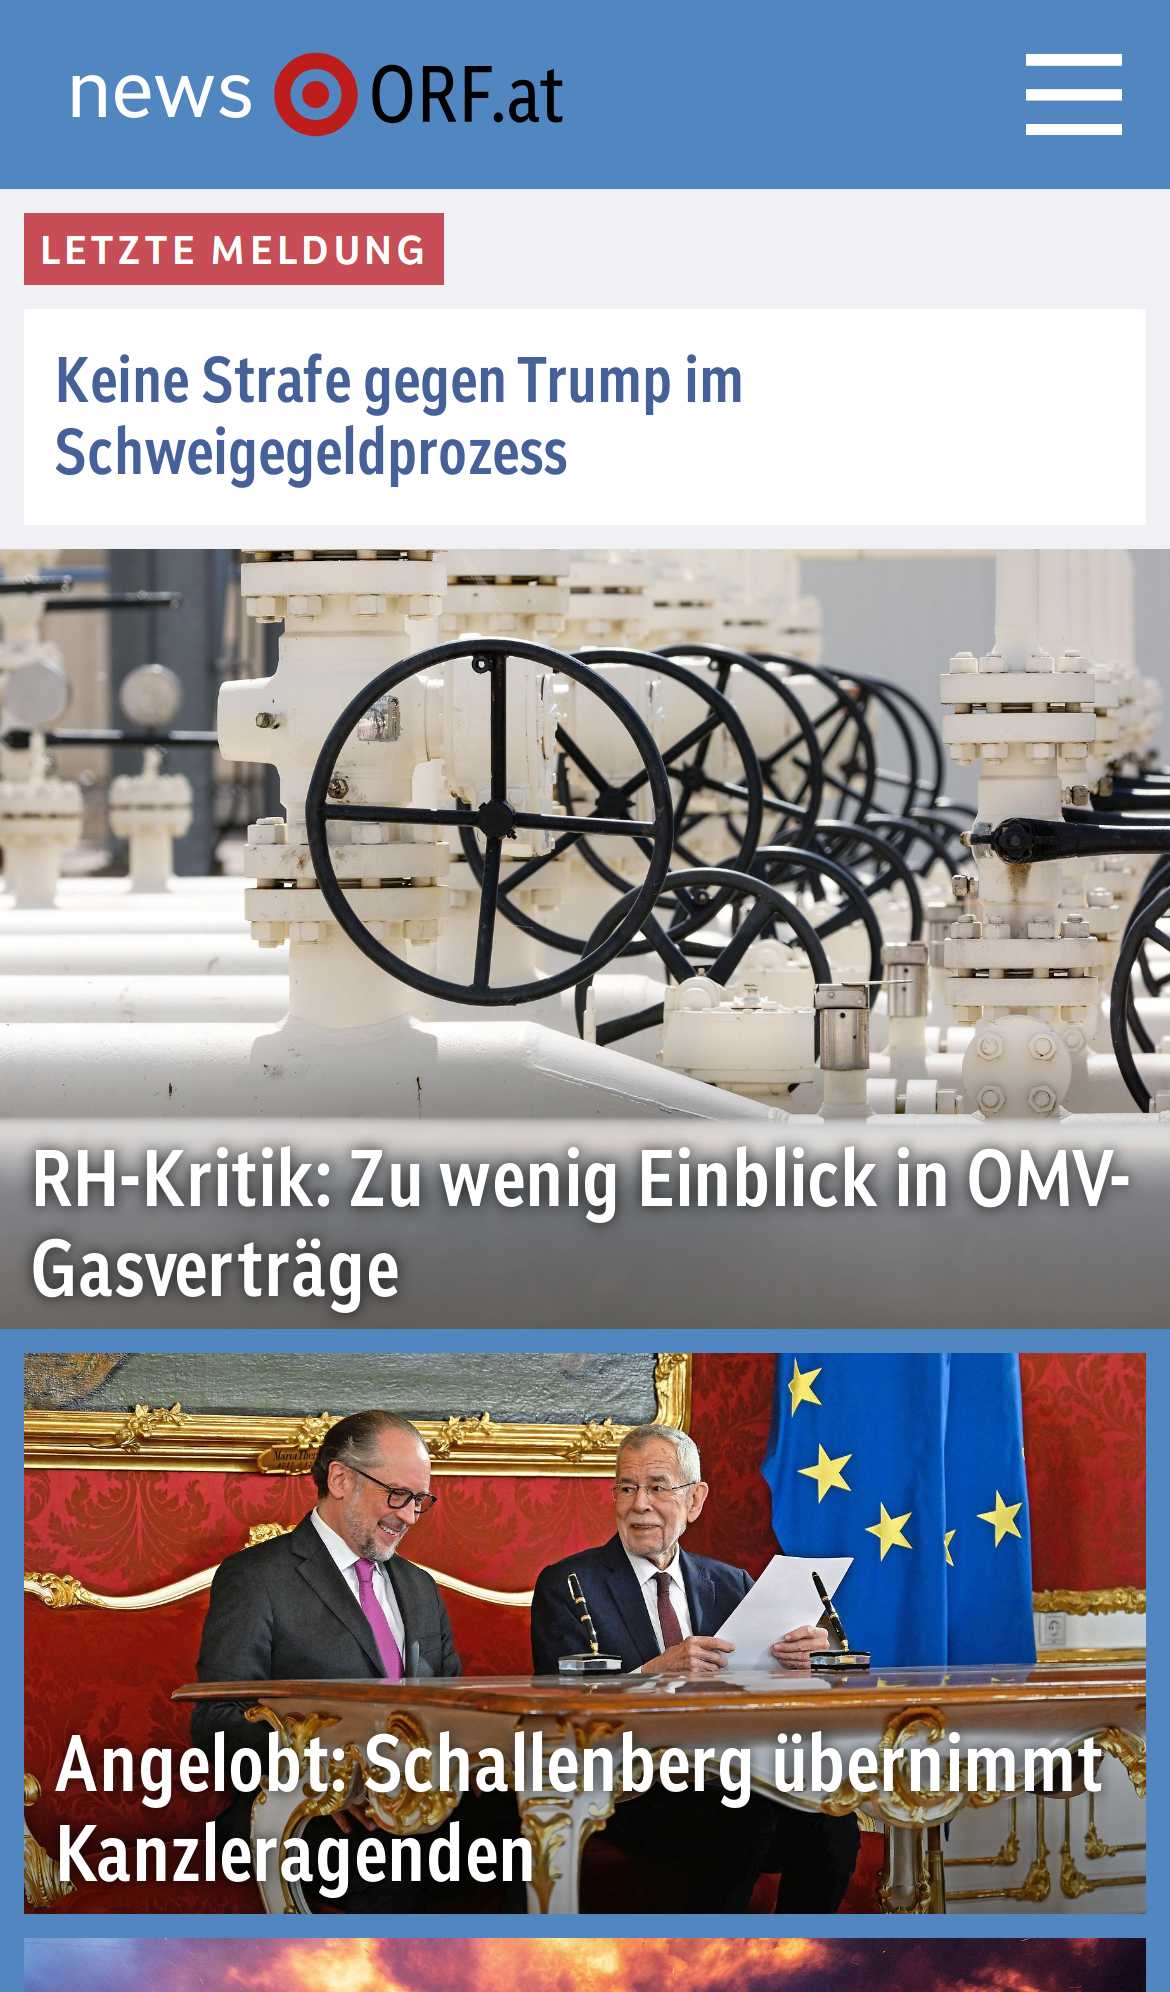 news ORF.at
LETZTE MELDUNG
Keine Strafe gegen Trump im
Schweigegeldprozess
RH-Kritik: Zu wenig Einblick in OMV-
Gasverträge
Angelobt: Schallenberg übernimmt
Kanzleragenden